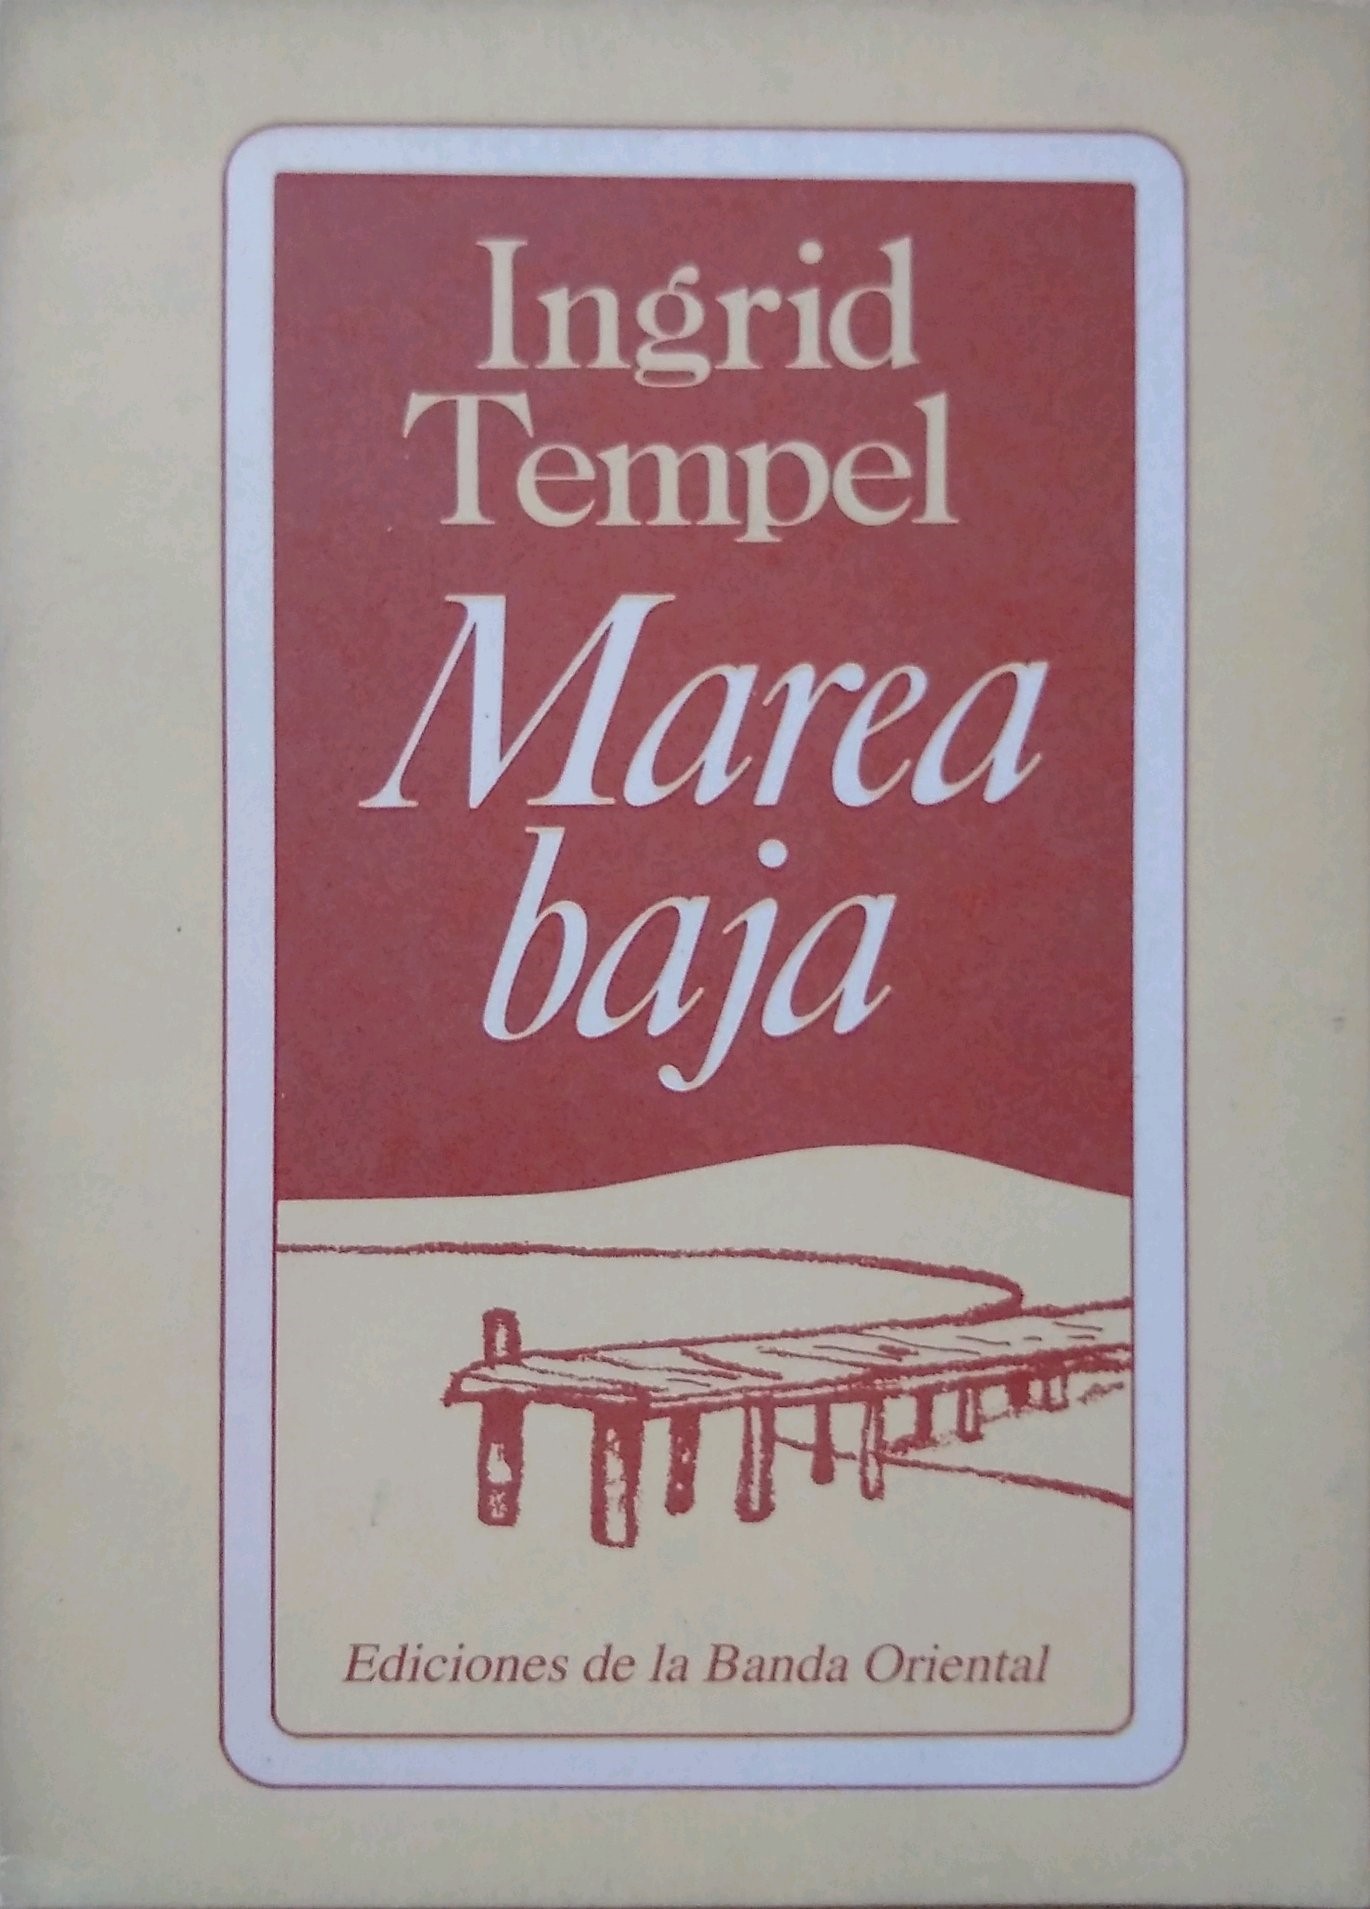 Ingrid
Tempel
Marea
baja
Ediciones de la Banda Oriental